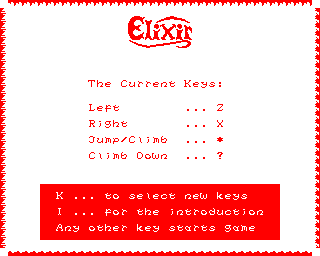 Elixir
The Current Keys:
Left ... Z
Right ... X
Jump/Climb ... *
Climb Down ... ?
K ... to select new keys
I ... for the introduction
Any other key starts game